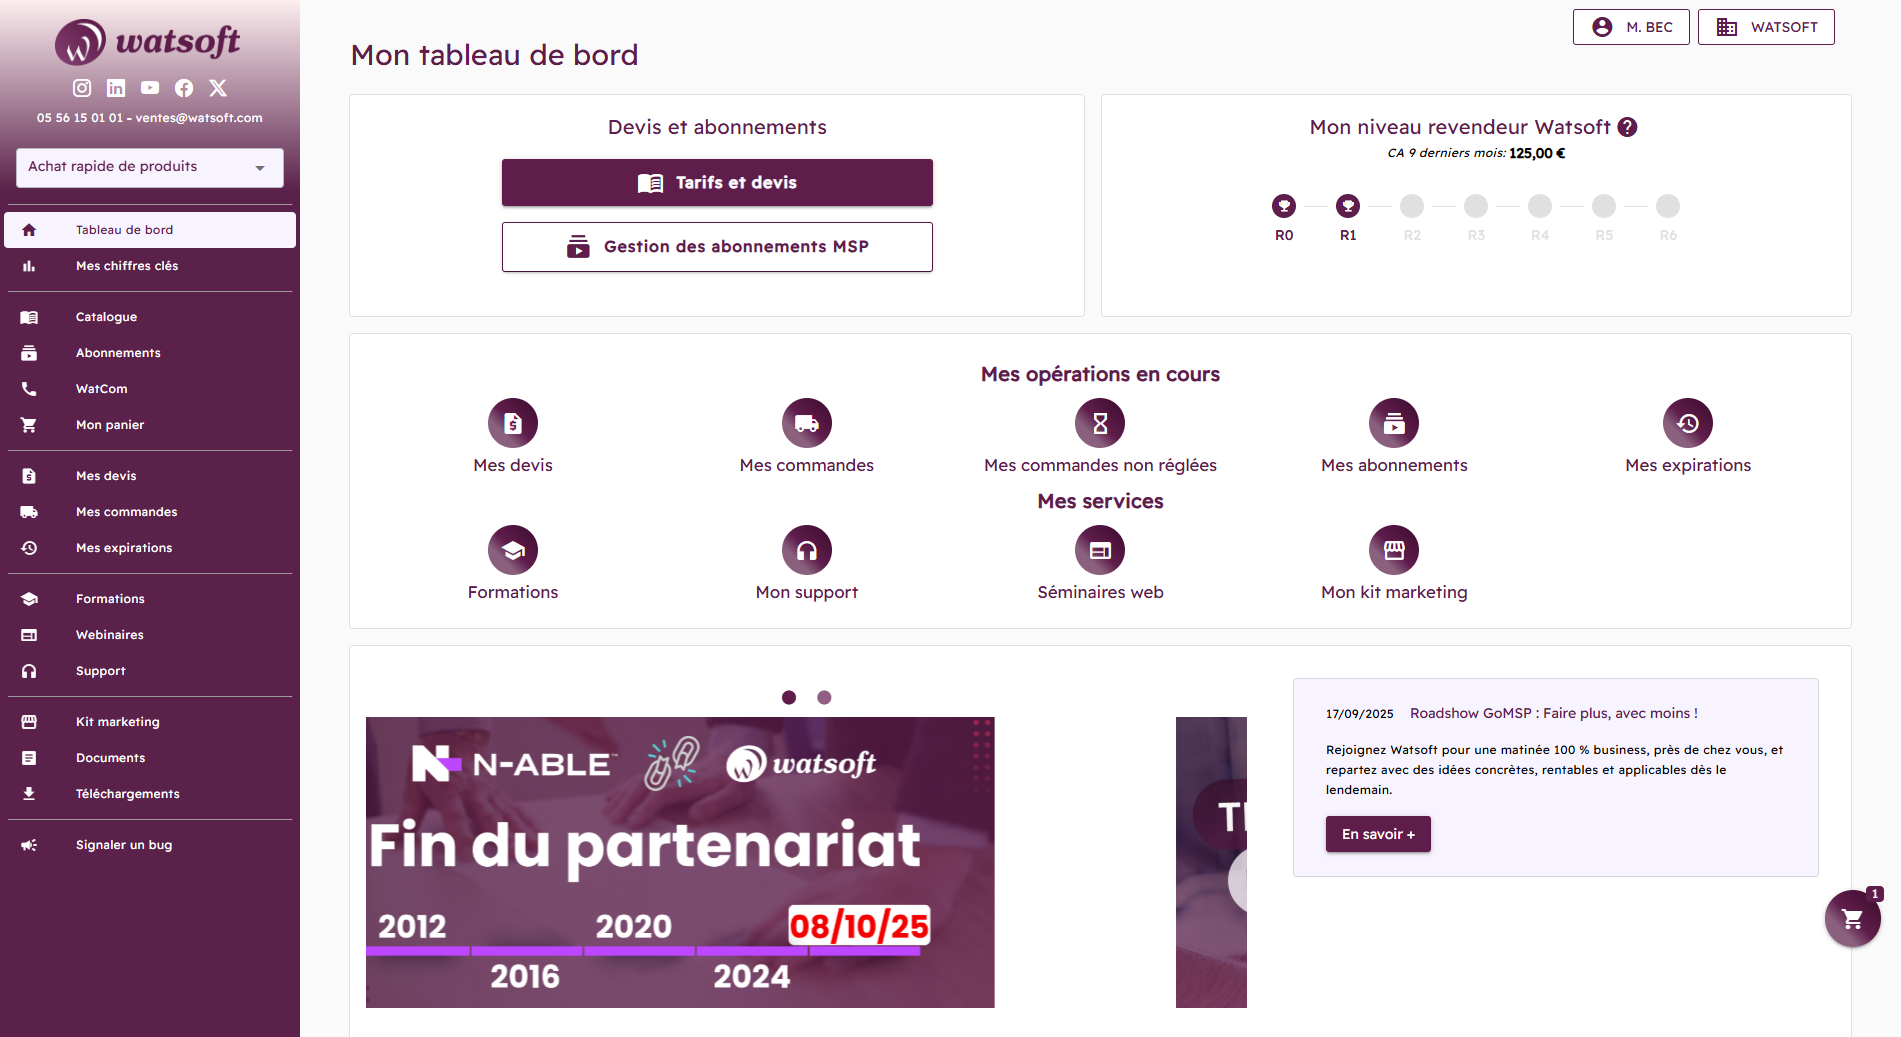 watsoft
05 56 15 01 01 - ventes@watsoft.com
Achat rapide de produits
Tableau de bord
Mes chiffres clés
Catalogue
Abonnements
WatCom
Mon panier
Mes devis
Mes commandes
Mes expirations
Formations
Webinaires
Support
Kit marketing
Documents
Téléchargements
Signaler un bug
M. BEC
WATSOFT
Mon tableau de bord
Devis et abonnements
Tarifs et devis
Gestion des abonnements MSP
Mon niveau revendeur Watsoft ?
CA 9 derniers mois: 125,00 €
R0 R1 R2 R3 R4 R5 R6
Mes opérations en cours
Mes devis
Mes commandes
Mes commandes non réglées
Mes abonnements
Mes expirations
Mes services
Formations
Mon support
Séminaires web
Mon kit marketing
N-ABLE™ watsoft
Fin du partenariat
2012 2020 08/10/25
2016 2024
17/09/2025 Roadshow GoMSP : Faire plus, avec moins !
Rejoignez Watsoft pour une matinée 100 % business, près de chez vous, et
repartez avec des idées concrètes, rentables et applicables dès le
lendemain.
En savoir +
1